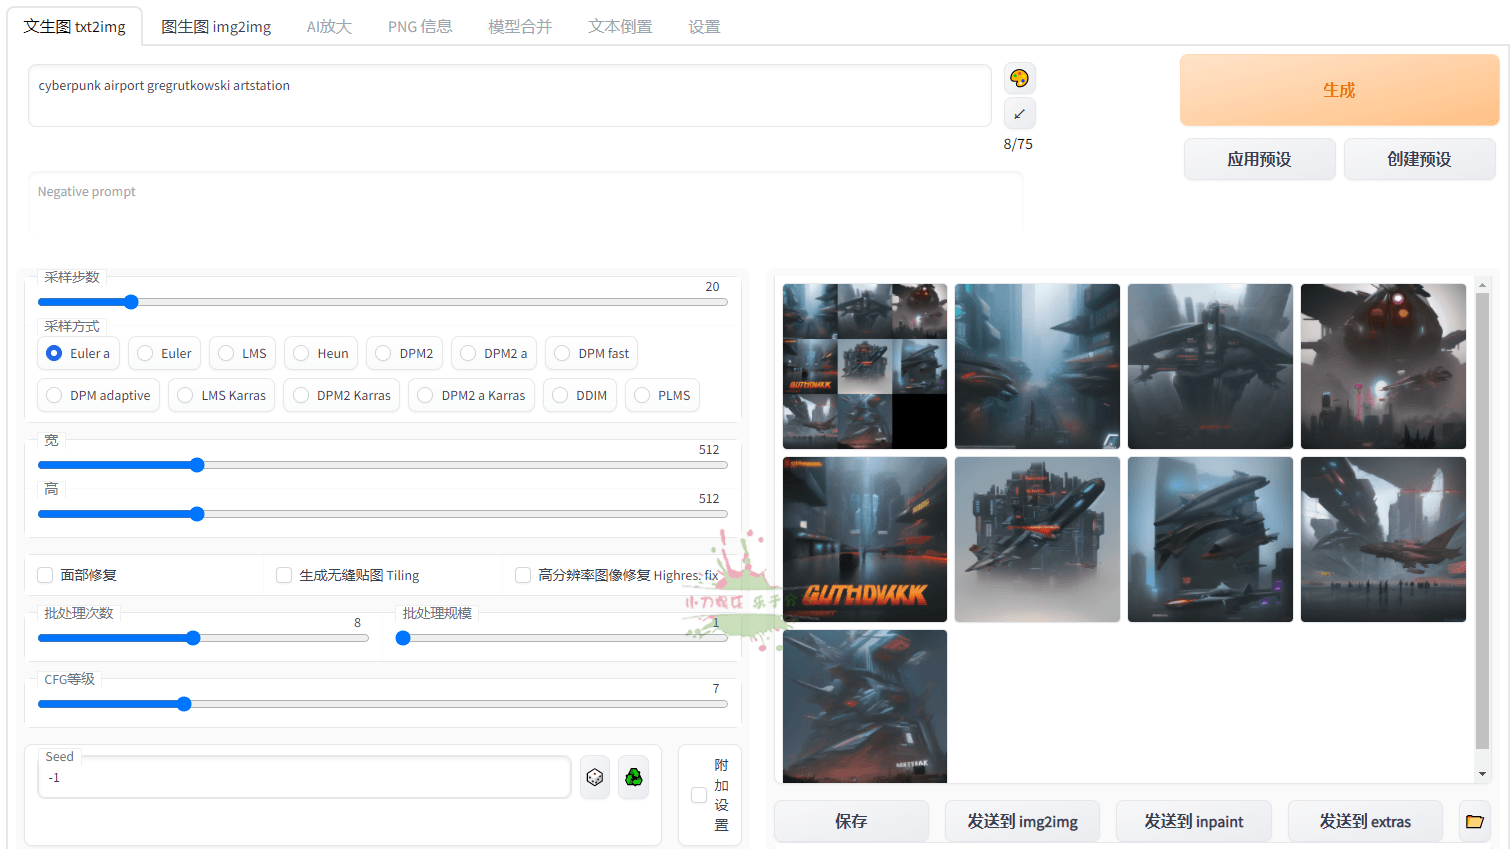 文生图 txt2img 图生图 img2img AI放大 PNG 信息 模型合并 文本倒置 设置
cyberpunk airport gregrutkowski artstation
8/75
生成
应用预设 创建预设
Negative prompt
采样步数
20
采样方式
Euler a Euler LMS Heun DPM2 DPM2 a DPM fast
DPM adaptive LMS Karras DPM2 Karras DPM2 a Karras DDIM PLMS
宽
512
高
512
面部修复 生成无缝贴图 Tiling 高分辨率图像修复 Highres: fix
批处理次数 批处理规模
8 1
CFG等级
7
Seed
-1
附加设置
GUTHDVAKK
保存 发送到 img2img 发送到 inpaint 发送到 extras